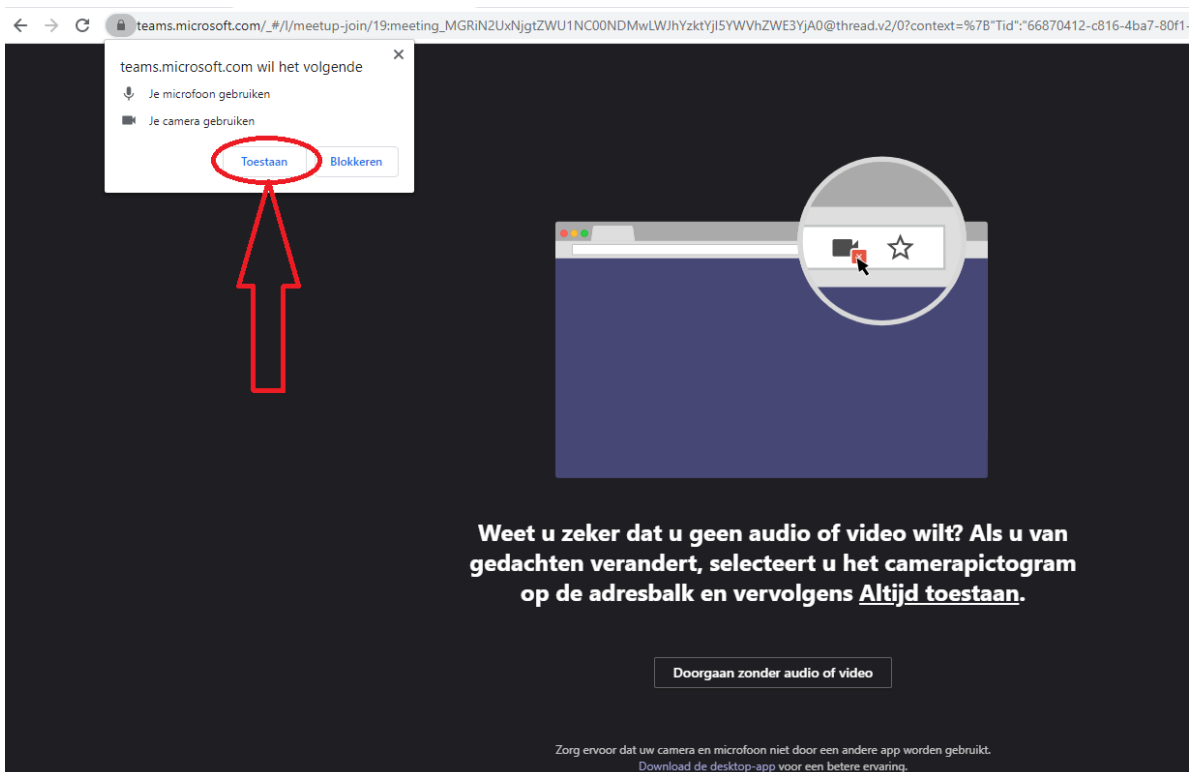 teams.microsoft.com/_#/l/meetup-join/19:meeting_MGRiN2UxNjgtZWU1NC00NDMwLWJhYzktYjI5YWVhZWE3YjA0@thread.v2/0?context=%7B"Tid":"66870412-c816-4ba7-80f1-
teams.microsoft.com wil het volgende
Je microfoon gebruiken
Je camera gebruiken
Toestaan Blokkeren
Weet u zeker dat u geen audio of video wilt? Als u van
gedachten verandert, selecteert u het camerapictogram
op de adresbalk en vervolgens Altijd toestaan.
Doorgaan zonder audio of video
Zorg ervoor dat uw camera en microfoon niet door een andere app worden gebruikt.
Download de desktop-app voor een betere ervaring.